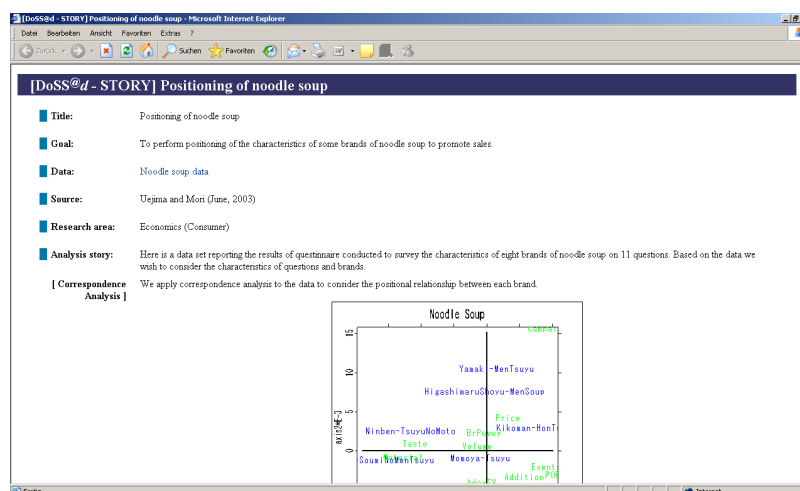 [DoSS@d - STORY] Positioning of noodle soup - Microsoft Internet Explorer
Datei Bearbeiten Ansicht Favoriten Extras ?
Zurück Suchen Favoriten
[DoSS@d - STORY] Positioning of noodle soup
Title: Positioning of noodle soup
Goal: To perform positioning of the characteristics of some brands of noodle soup to promote sales.
Data: Noodle soup data
Source: Uejima and Mori (June, 2003)
Research area: Economics (Consumer)
Analysis story: Here is a data set reporting the results of questinnaire conducted to survey the characteristics of eight brands of noodle soup on 11 questions. Based on the data we
wish to consider the characteristics of questions and brands.
[ Correspondence We apply correspondence analysis to the data to consider the positional relationship between each brand.
Analysis ]
Noodle Soup
15
10
Yamaki-MenTsuyu
HigashimaruShoyu-MenSoup
5
Price
Kikoman-HonTs
Ninben-TsuyuNoMoto BrPower
Taste Volume
axis2*E-3
0
SoumiNoMenTsuyu Momoya-Tsuyu
Event
Addition POP
Internet